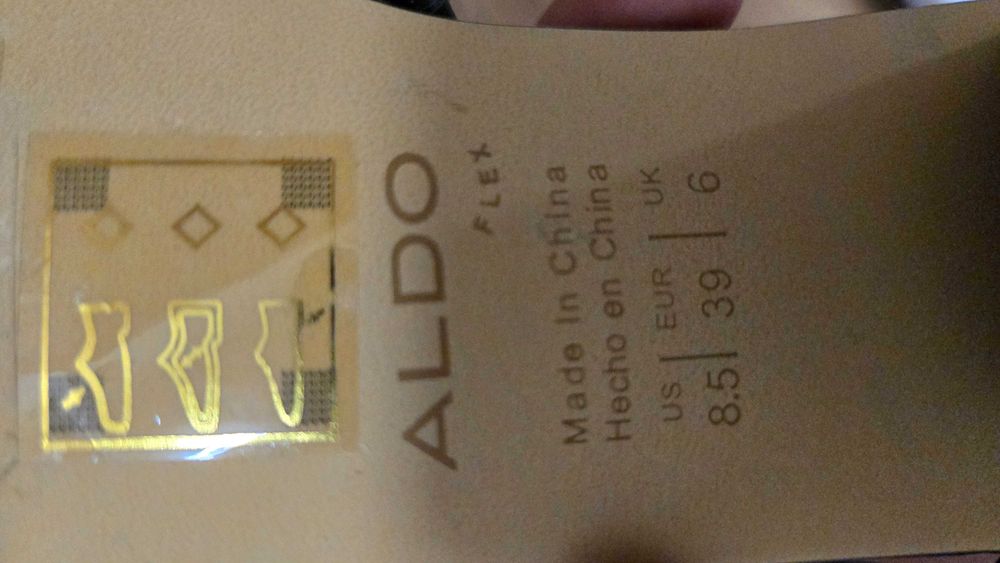 ALDO
FLEX
Made In China
Hecho en China
US | EUR | UK
8.5 | 39 | 6